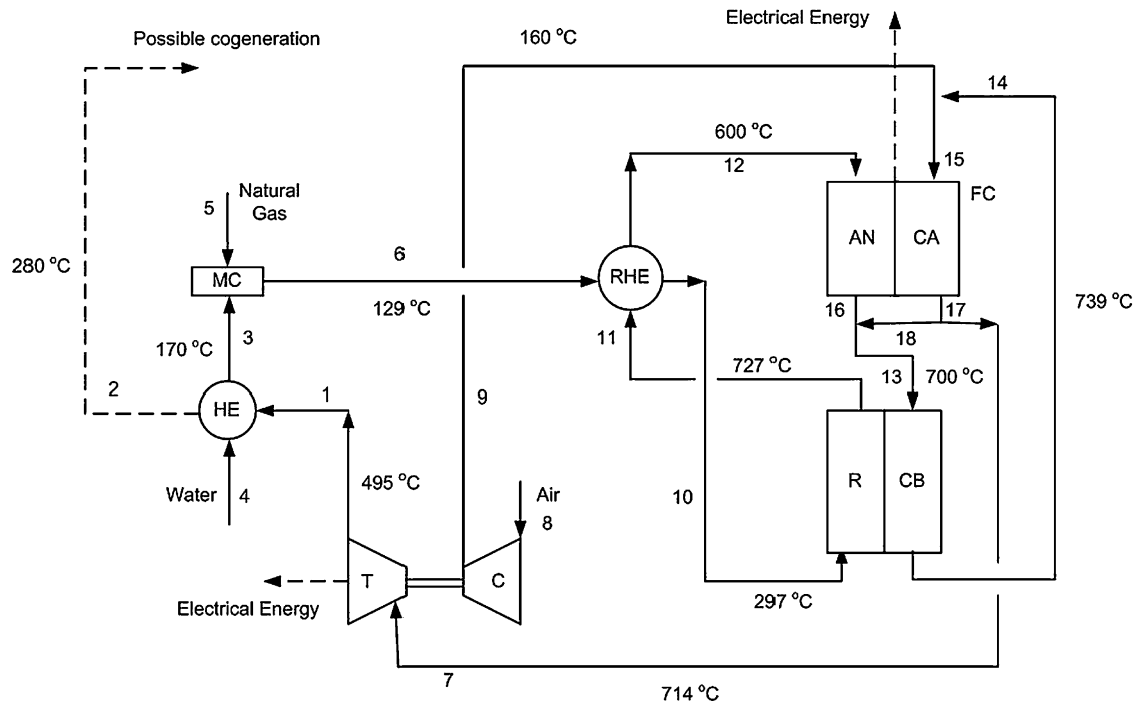 Electrical Energy
Possible cogeneration
160 °C
14
600 °C
12
15
Natural
Gas
5
FC
AN
CA
280 °C
MC
6
RHE
129 °C
16
17
739 °C
3
11
18
170 °C
727 °C
13
700 °C
2
1
9
HE
R
CB
Water
4
495 °C
10
Air
8
T
C
Electrical Energy
297 °C
7
714 °C